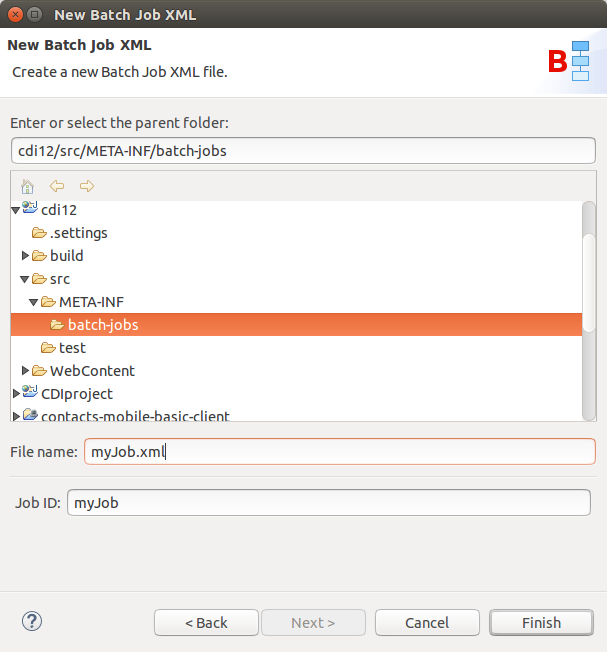 New Batch Job XML
New Batch Job XML
Create a new Batch Job XML file.
B
Enter or select the parent folder:
cdi12/src/META-INF/batch-jobs
cdi12
.settings
build
src
META-INF
batch-jobs
test
WebContent
CDIproject
contacts-mobile-basic-client
File name: myJob.xml
Job ID: myJob
? < Back Next > Cancel Finish